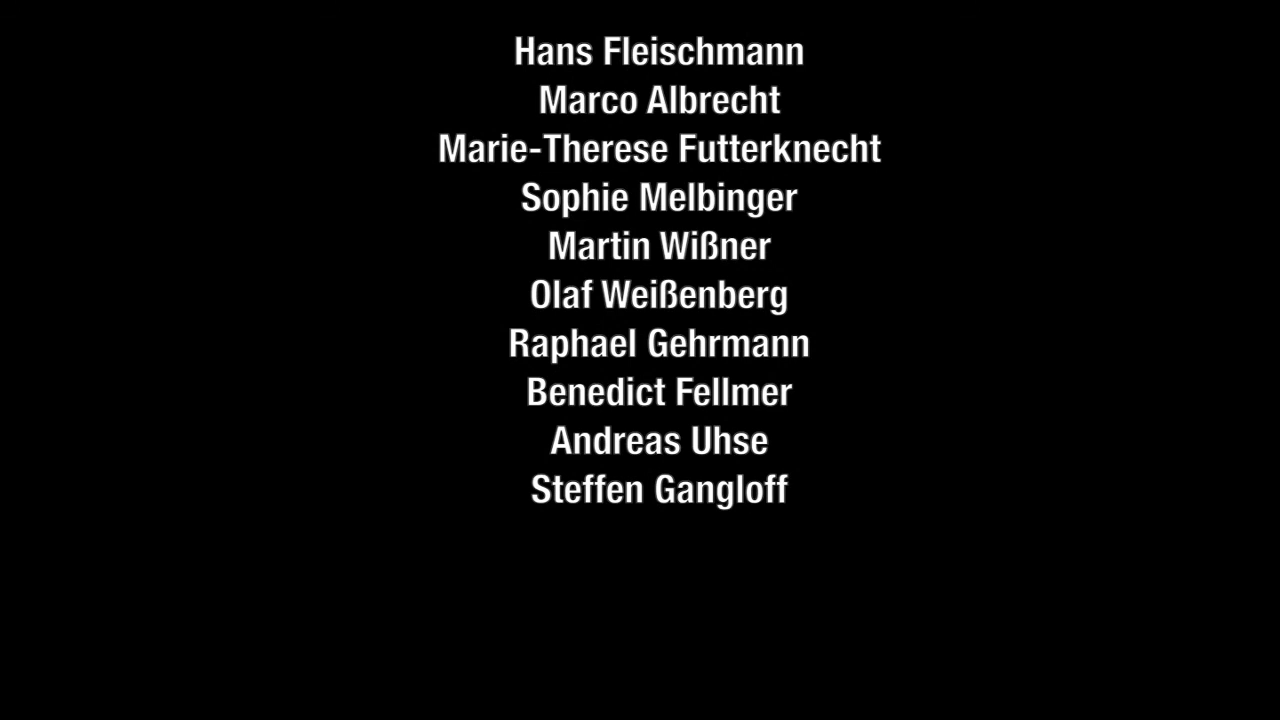 Hans Fleischmann
Marco Albrecht
Marie-Therese Futterknecht
Sophie Melbinger
Martin Wißner
Olaf Weißenberg
Raphael Gehrmann
Benedict Fellmer
Andreas Uhse
Steffen Gangloff